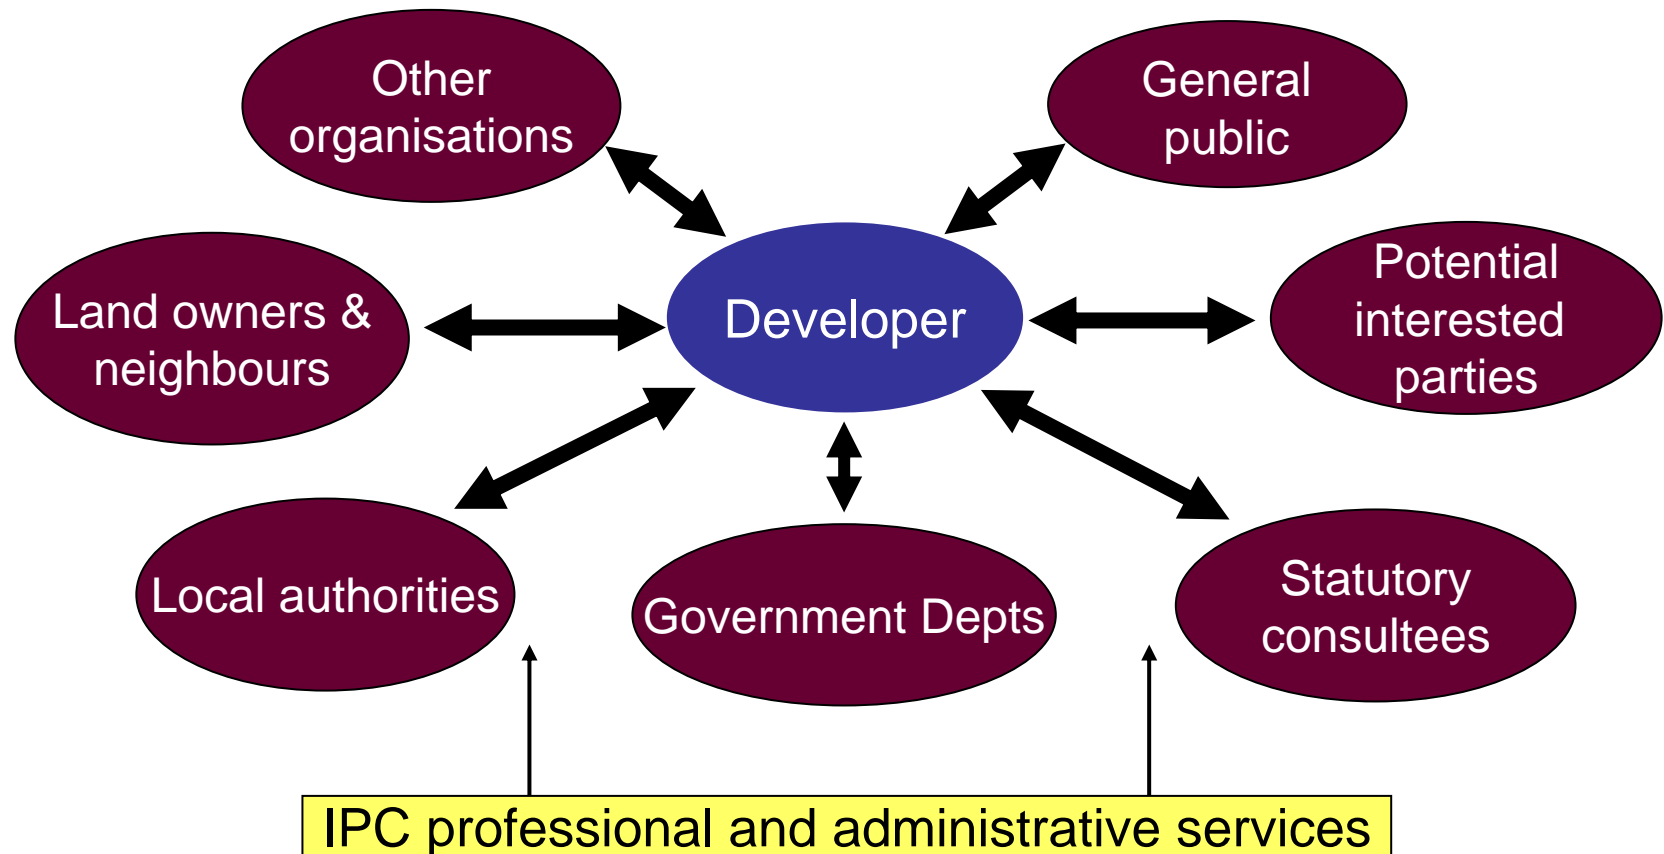 Other
organisations
General
public
Land owners &
neighbours
Developer
Potential
interested
parties
Local authorities
Government Depts
Statutory
consultees
IPC professional and administrative services